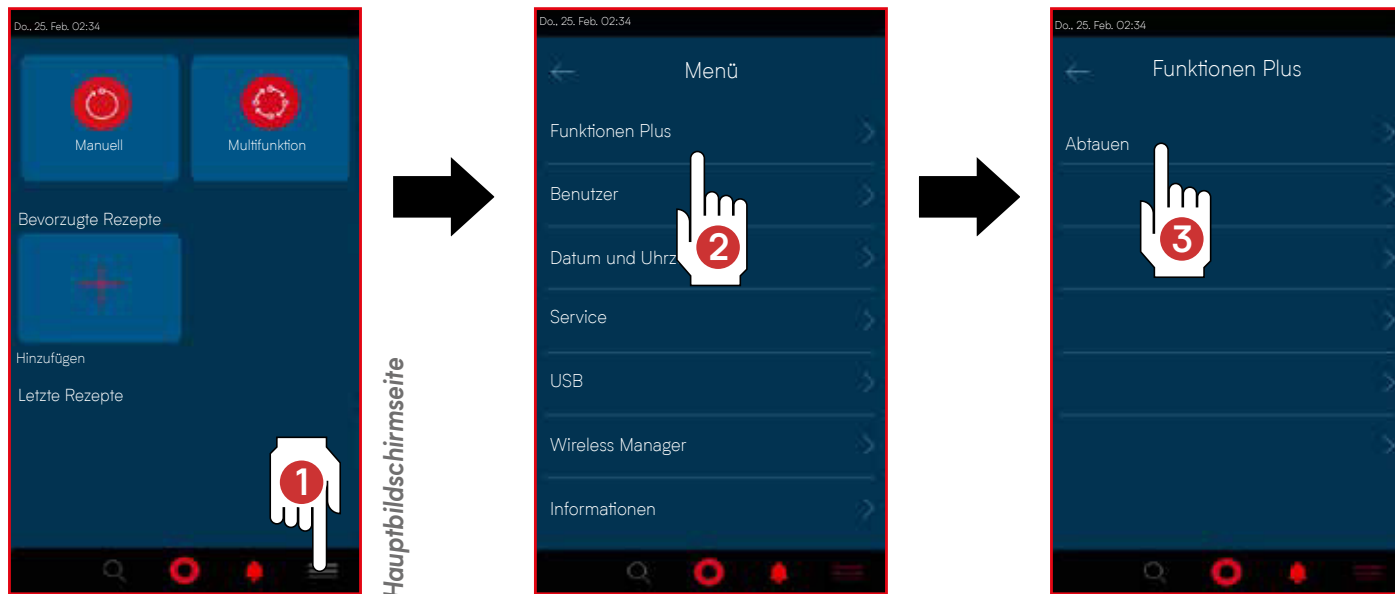 Do., 25. Feb. 02:34
Manuell
Multifunktion
Bevorzugte Rezepte
Hinzufügen
Letzte Rezepte
1
Hauptbildschirmseite
Do., 25. Feb. 02:34
Menü
Funktionen Plus
Benutzer
Datum und Uhrz
2
Service
USB
Wireless Manager
Informationen
Do., 25. Feb. 02:34
Funktionen Plus
Abtauen
3